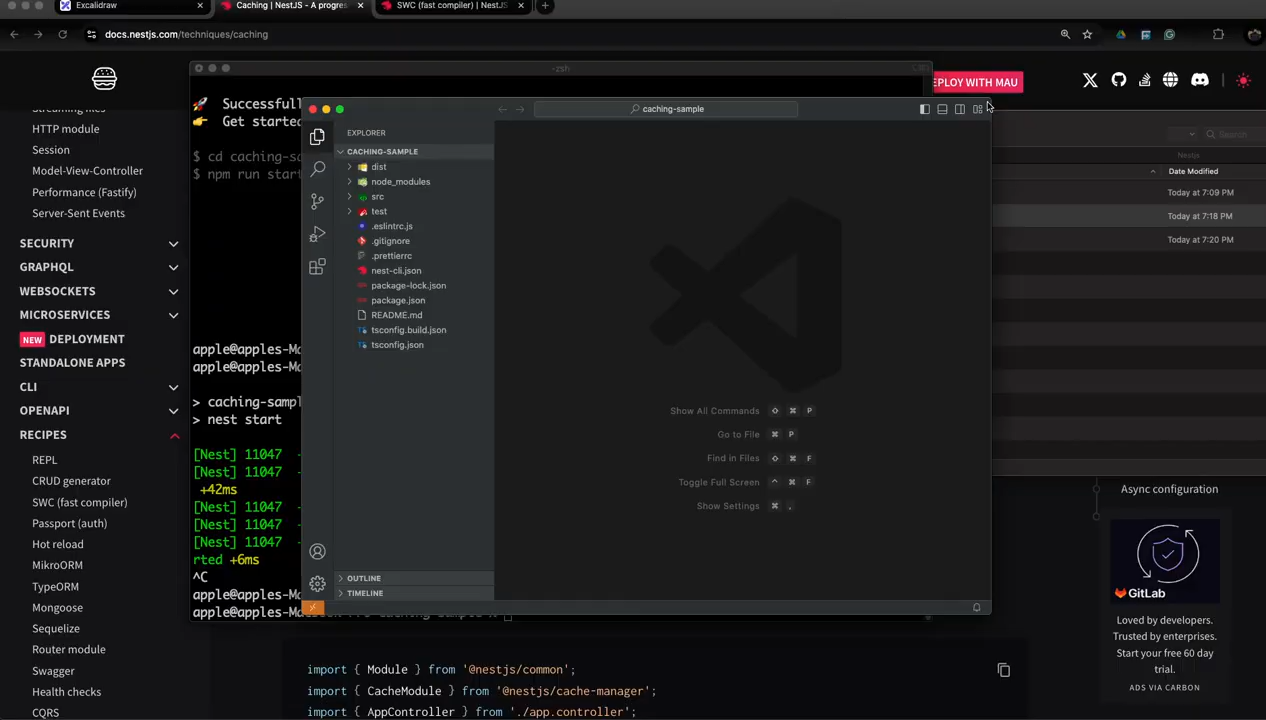 Excalidraw
Caching | NestJS - A progres
SWC (fast compiler) | NestJS
docs.nestjs.com/techniques/caching
HTTP module
Session
Model-View-Controller
Performance (Fastify)
Server-Sent Events
SECURITY
GRAPHQL
WEBSOCKETS
MICROSERVICES
NEW DEPLOYMENT
STANDALONE APPS
CLI
OPENAPI
RECIPES
REPL
CRUD generator
SWC (fast compiler)
Passport (auth)
Hot reload
MikroORM
TypeORM
Mongoose
Sequelize
Router module
Swagger
Health checks
CQRS
-zsh
🚀 Successfull
👉 Get starte
$ cd caching-sa
$ npm run start
apple@apples-Ma
apple@apples-Ma
> caching-sampl
> nest start
[Nest] 11047 -
[Nest] 11047 -
+42ms
[Nest] 11047 -
[Nest] 11047 -
[Nest] 11047 -
rted +6ms
^C
apple@apples-Ma
caching-sample
EXPLORER
CACHING-SAMPLE
dist
node_modules
src
test
.eslintrc.js
.gitignore
.prettierrc
nest-cli.json
package-lock.json
package.json
README.md
tsconfig.build.json
tsconfig.json
OUTLINE
TIMELINE
Show All Commands ⇧ ⌘ P
Go to File ⌘ P
Find in Files ⇧ ⌘ F
Toggle Full Screen ^ ⌘ F
Show Settings ⌘ ,
EPLOY WITH MAU
Search
Nestjs
Date Modified
Today at 7:09 PM
Today at 7:18 PM
Today at 7:20 PM
Async configuration
GitLab
Loved by developers.
Trusted by enterprises.
Start your free 60 day
trial.
ADS VIA CARBON
import { Module } from '@nestjs/common';
import { CacheModule } from '@nestjs/cache-manager';
import { AppController } from './app.controller';